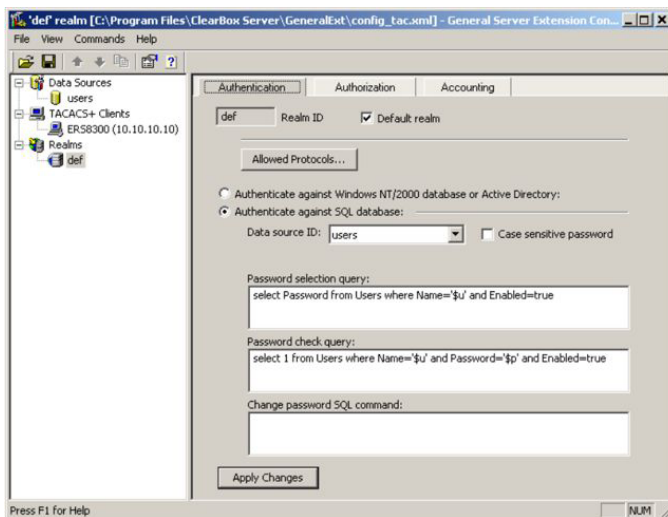 'def' realm [C:\Program Files\ClearBox Server\GeneralExt\config_tac.xml] - General Server Extension Con...
File View Commands Help
Data Sources
users
TACACS+ Clients
ERS8300 (10.10.10.10)
Realms
def
Authentication Authorization Accounting
def Realm ID Default realm
Allowed Protocols...
Authenticate against Windows NT/2000 database or Active Directory:
Authenticate against SQL database:
Data source ID: users Case sensitive password
Password selection query:
select Password from Users where Name='$u' and Enabled=true
Password check query:
select 1 from Users where Name='$u' and Password='$p' and Enabled=true
Change password SQL command:
Apply Changes
Press F1 for Help NUM